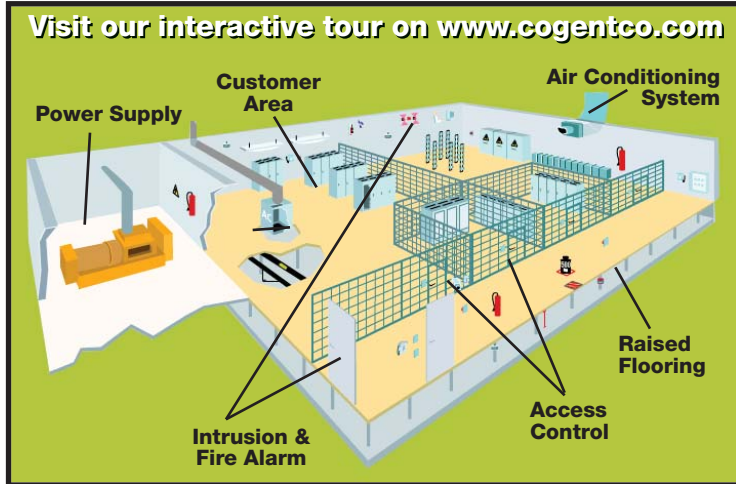 Visit our interactive tour on www.cogentco.com
Customer
Area
Air Conditioning
System
Power Supply
Raised
Flooring
Access
Control
Intrusion &
Fire Alarm